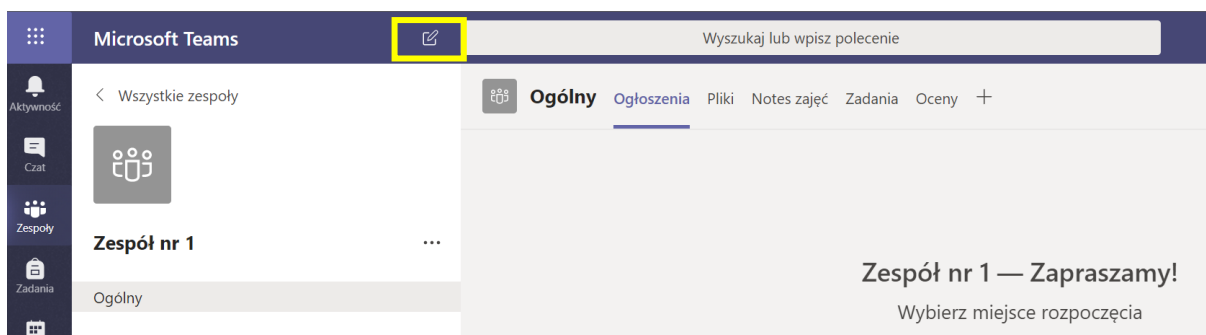 Microsoft Teams
Wyszukaj lub wpisz polecenie
Aktywność
Czat
Zespoły
Zadania
Wszystkie zespoły
Zespół nr 1
Ogólny
Ogólny Ogłoszenia Pliki Notes zajęć Zadania Oceny
Zespół nr 1 — Zapraszamy!
Wybierz miejsce rozpoczęcia